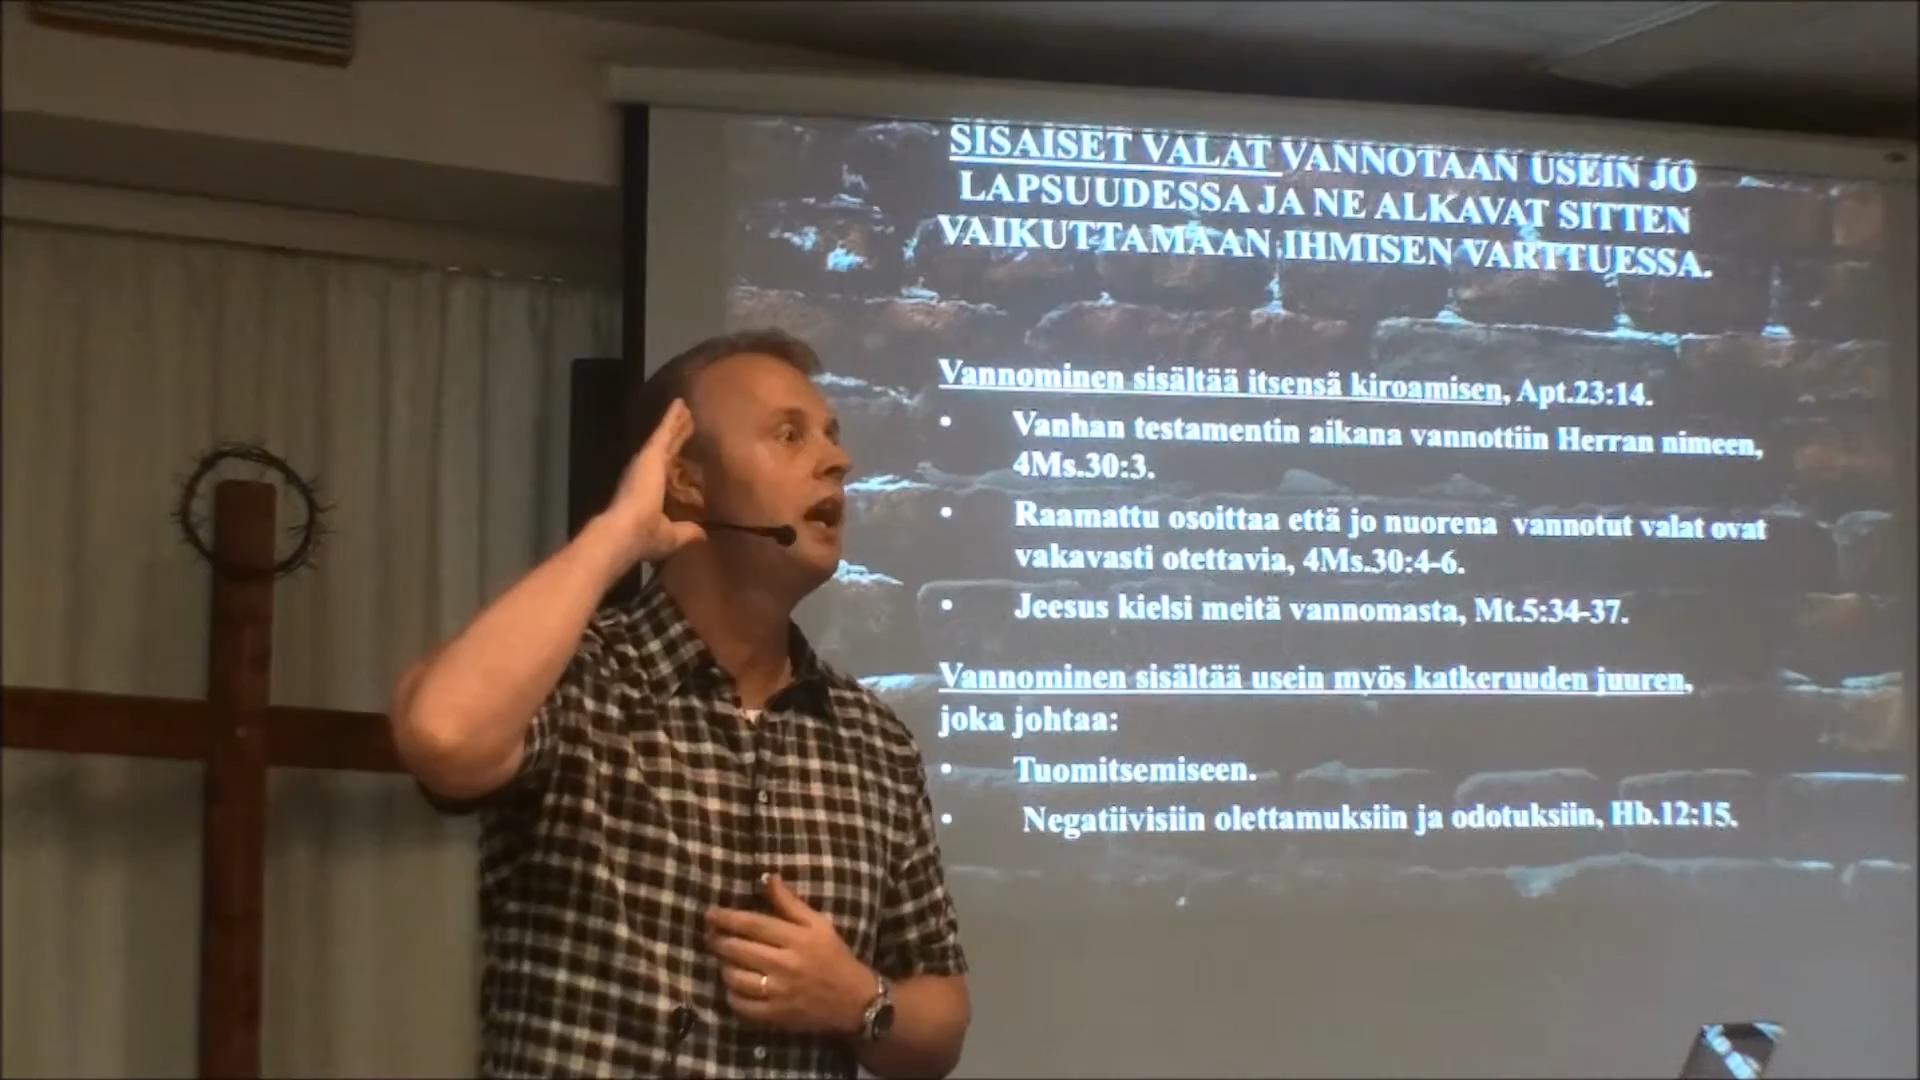 SISÄISET VALAT VANNOTAAN USEIN JO
LAPSUUDESSA JA NE ALKAVAT SITTEN
VAIKUTTAMAAN IHMISEN VARTTUESSA.
Vannominen sisältää itsensä kiroamisen, Apt.23:14.
• Vanhan testamentin aikana vannottiin Herran nimeen,
4Ms.30:3.
• Raamattu osoittaa että jo nuorena vannotut valat ovat
vakavasti otettavia, 4Ms.30:4-6.
• Jeesus kielsi meitä vannomasta, Mt.5:34-37.
Vannominen sisältää usein myös katkeruuden juuren,
joka johtaa:
• Tuomitsemiseen.
• Negatiivisiin olettamuksiin ja odotuksiin, Hb.12:15.